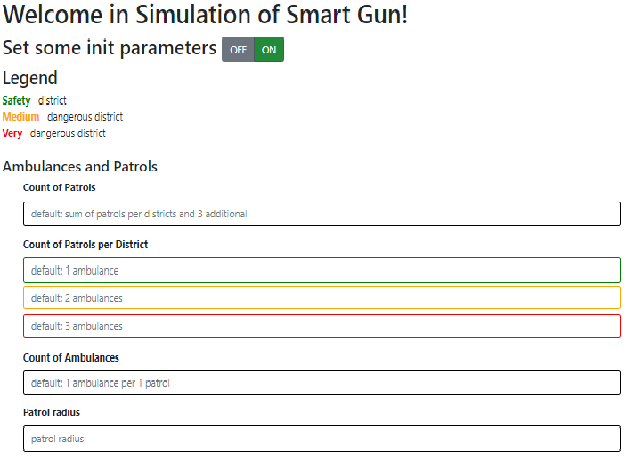 Welcome in Simulation of Smart Gun!
Set some init parameters OFF ON
Legend
Safety district
Medium dangerous district
Very dangerous district
Ambulances and Patrols
Count of Patrols
default: sum of patrols per districts and 3 additional
Count of Patrols per District
default: 1 ambulance
default: 2 ambulances
default: 3 ambulances
Count of Ambulances
default: 1 ambulance per 1 patrol
Patrol radius
patrol radius